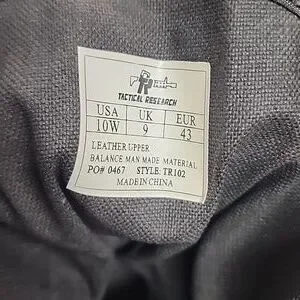 TACTICAL RESEARCH
USA UK EUR
10W 9 43
LEATHER UPPER
BALANCE MAN MADE MATERIAL
PO# 0467 STYLE: TR102
MADE IN CHINA